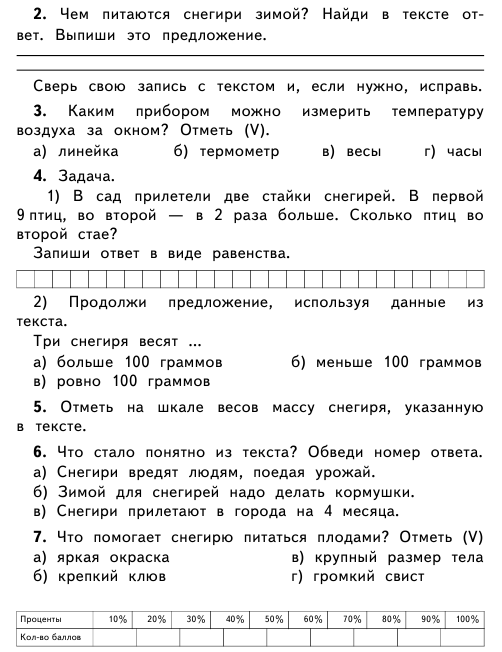 2. Чем питаются снегири зимой? Найди в тексте от-
вет. Выпиши это предложение.
Сверь свою запись с текстом и, если нужно, исправь.
3. Каким прибором можно измерить температуру
воздуха за окном? Отметь (V).
а) линейка б) термометр в) весы г) часы
4. Задача.
1) В сад прилетели две стайки снегирей. В первой
9 птиц, во второй — в 2 раза больше. Сколько птиц во
второй стае?
Запиши ответ в виде равенства.
2) Продолжи предложение, используя данные из
текста.
Три снегиря весят ...
а) больше 100 граммов б) меньше 100 граммов
в) ровно 100 граммов
5. Отметь на шкале весов массу снегиря, указанную
в тексте.
6. Что стало понятно из текста? Обведи номер ответа.
а) Снегири вредят людям, поедая урожай.
б) Зимой для снегирей надо делать кормушки.
в) Снегири прилетают в города на 4 месяца.
7. Что помогает снегирю питаться плодами? Отметь (V)
а) яркая окраска в) крупный размер тела
б) крепкий клюв г) громкий свист
Проценты 10% 20% 30% 40% 50% 60% 70% 80% 90% 100%
Кол-во баллов